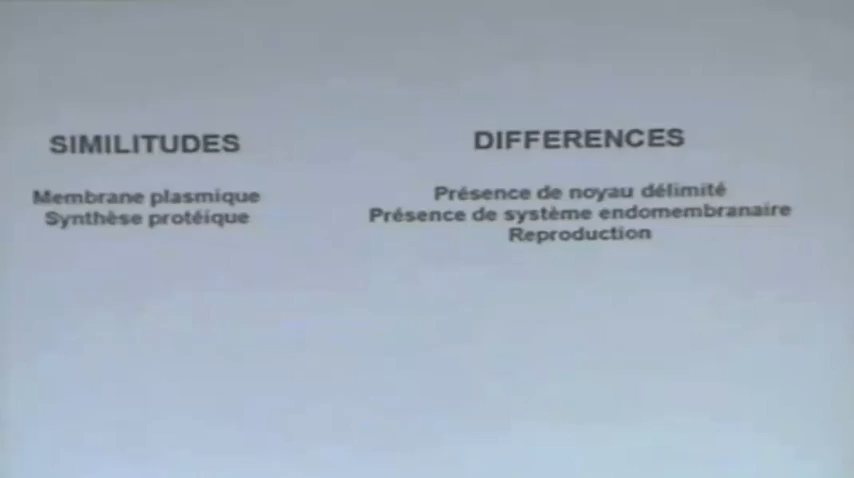 SIMILITUDES
Membrane plasmique
Synthèse protéique
DIFFERENCES
Présence de noyau délimité
Présence de système endomembranaire
Reproduction